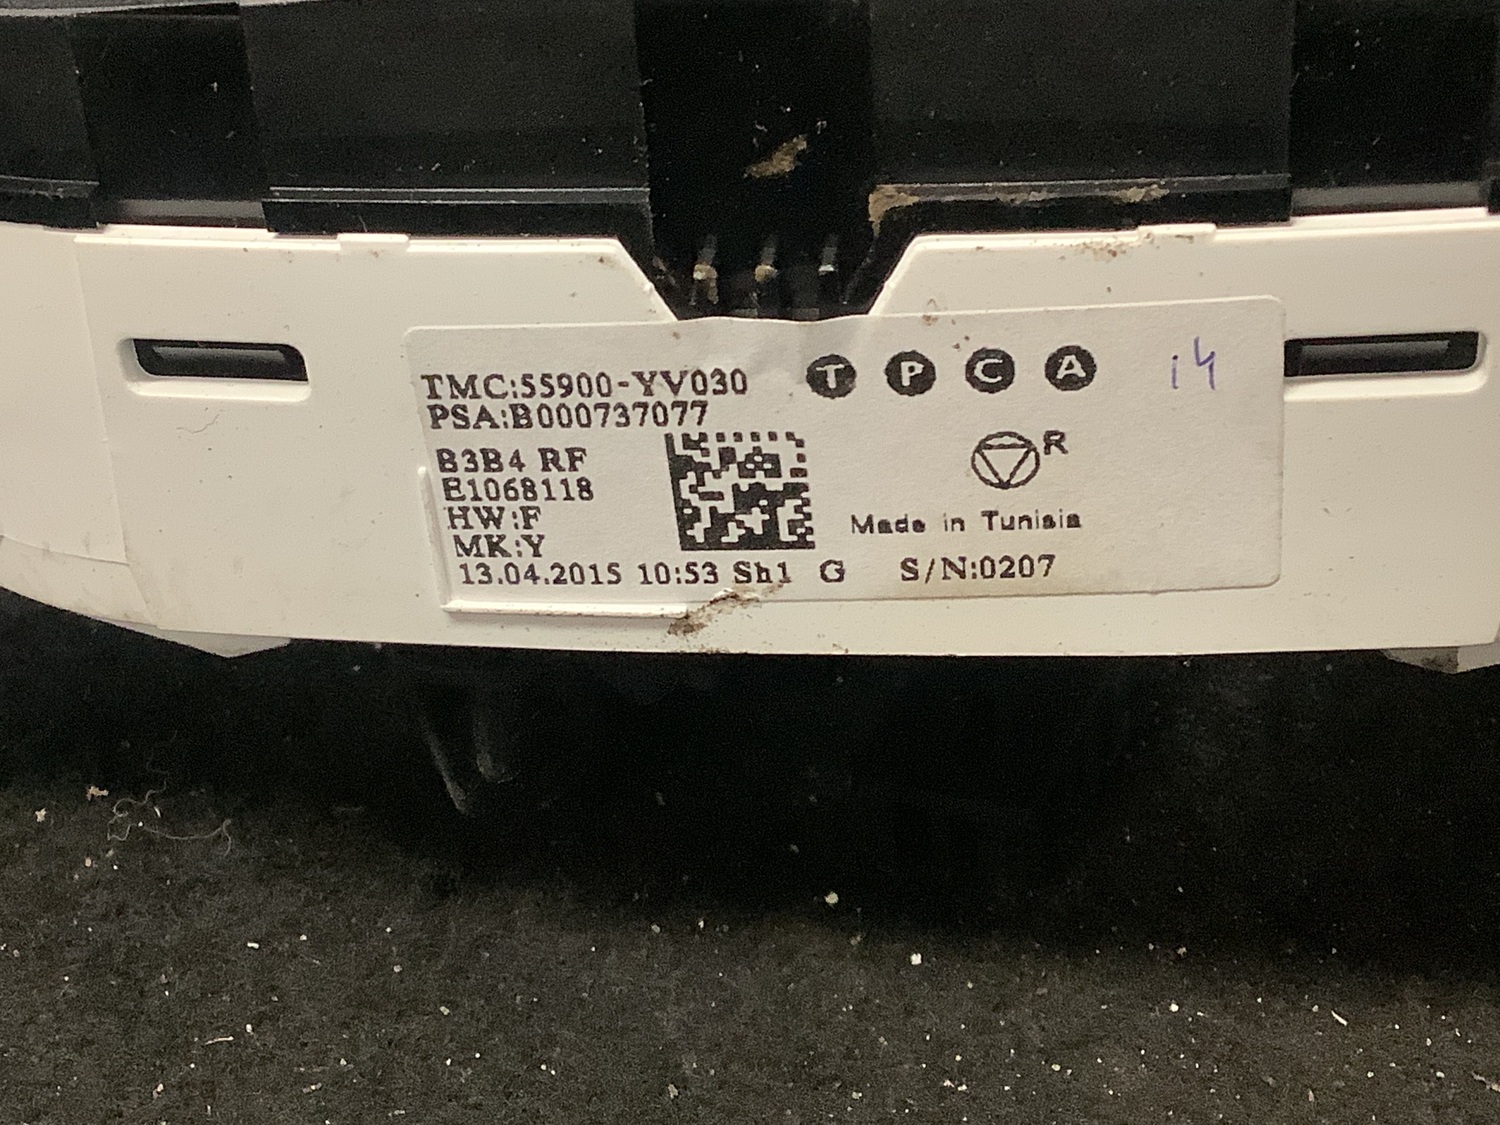 TMC:55900-YV030 T P C A i4
PSA:B000737077
B3B4 RF
R
E1068118
HW:F
Made in Tunisia
MK:Y
13.04.2015 10:53 Sh1 G S/N:0207